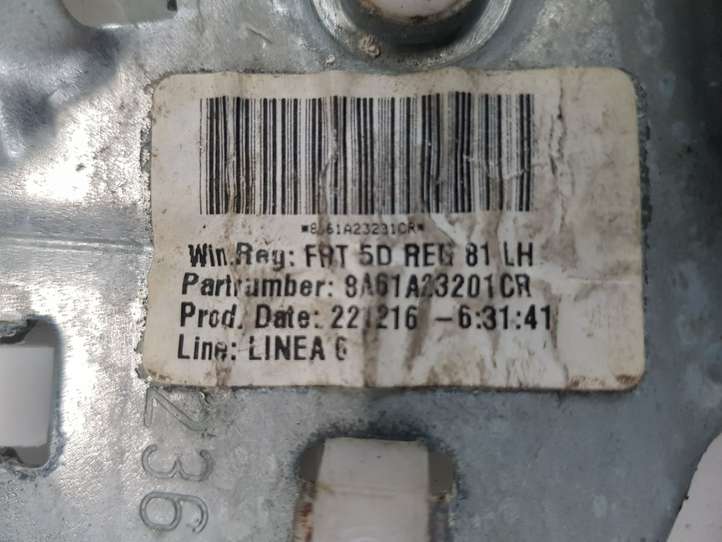 *8A61A23201CR*
Win.Reg: FRT 5D REG 81 LH
Partnumber: 8A61A23201CR
Prod. Date: 221216 -6:31:41
Line: LINEA 6
236